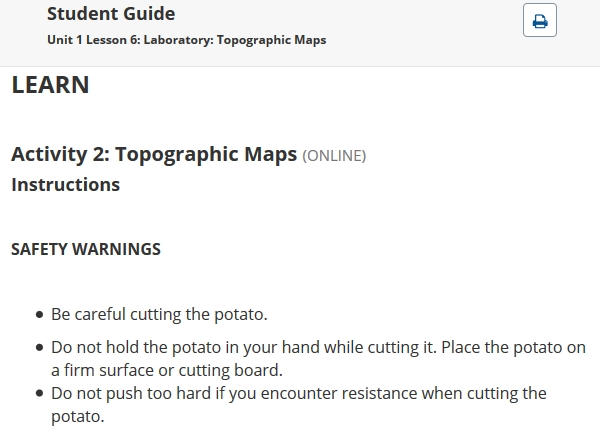 Student Guide
Unit 1 Lesson 6: Laboratory: Topographic Maps
LEARN
Activity 2: Topographic Maps (ONLINE)
Instructions
SAFETY WARNINGS
• Be careful cutting the potato.
• Do not hold the potato in your hand while cutting it. Place the potato on
a firm surface or cutting board.
• Do not push too hard if you encounter resistance when cutting the
potato.